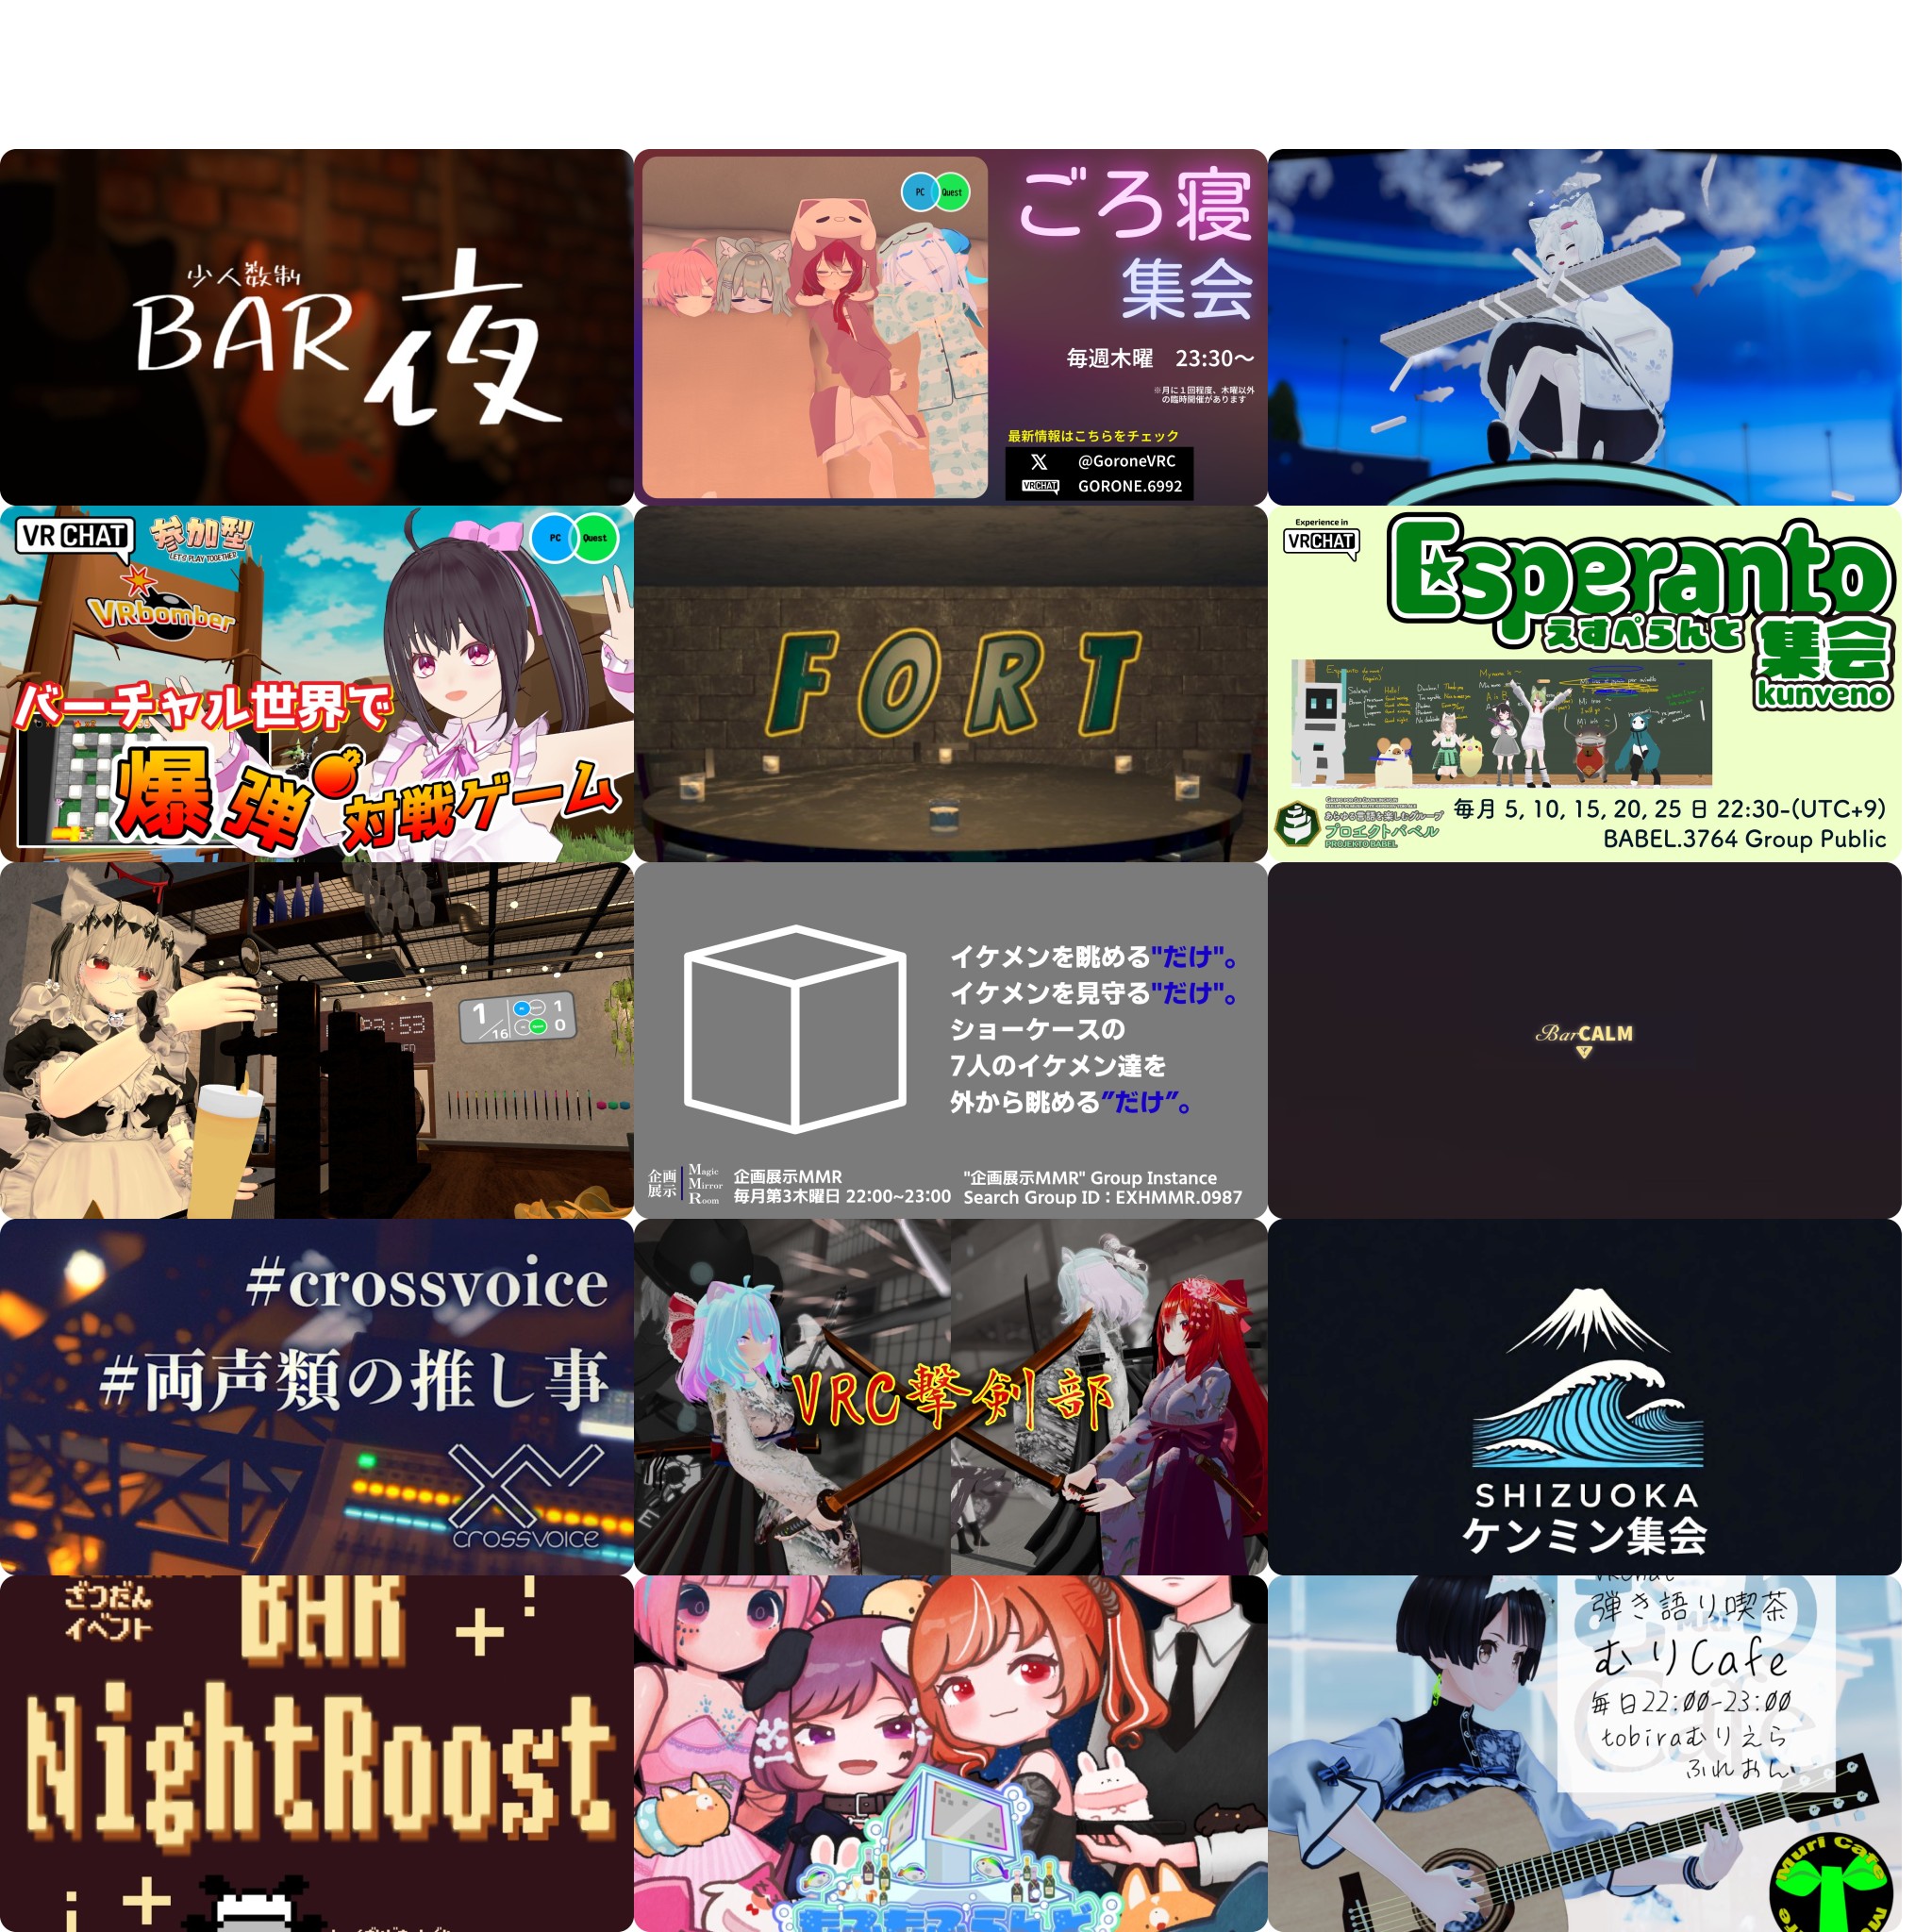 少人数制
BAR夜
PC Quest
ごろ寝
集会
毎週木曜 23:30～
※月に1回程度、木曜以外
の臨時開催があります
最新情報はこちらをチェック
X @GoroneVRC
VRCHAT GORONE.6992
VRCHAT
参加型
LET'S PLAY TOGETHER
PC Quest
VRbomber
バーチャル世界で
爆弾対戦ゲーム
FORT
Experience in
VRCHAT
Esperanto
えすぺらんと 集会
kunveno
あらゆる言語を楽しむグループ
プロエクトバベル
PROJEKTO BABEL
毎月 5, 10, 15, 20, 25 日 22:30-(UTC+9)
BABEL.3764 Group Public
1/16
1
0
イケメンを眺める"だけ"。
イケメンを見守る"だけ"。
ショーケースの
7人のイケメン達を
外から眺める"だけ"。
企画
展示
Magic
Mirror
Room
企画展示MMR
毎月第3木曜日 22:00~23:00
"企画展示MMR" Group Instance
Search Group ID：EXHMMR.0987
BarCALM
#crossvoice
#両声類の推し事
crossvoice
VRC撃剣部
SHIZUOKA
ケンミン集会
ざつだん
イベント
BAR
NightRoost
弾き語り喫茶
むりCafe
毎日22:00-23:00
tobiraむりえら
ふれおん
Muri Cafe